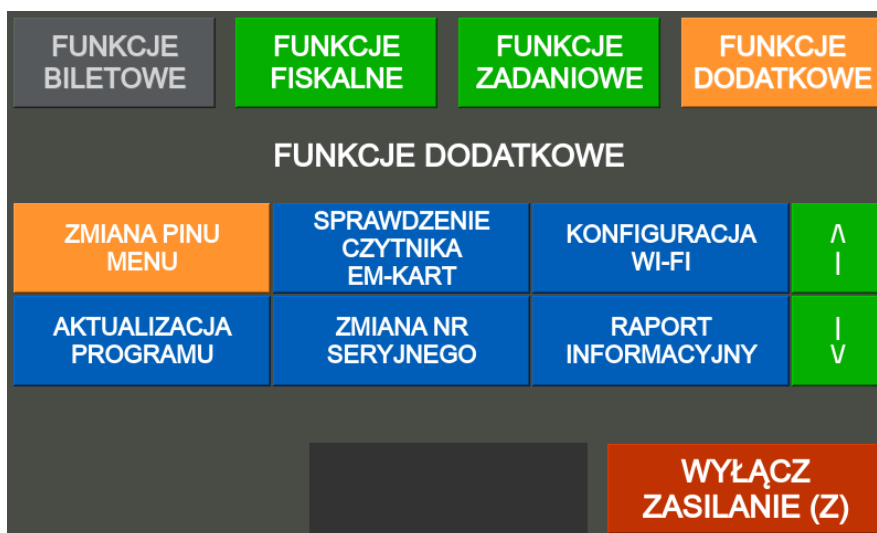 FUNKCJE
BILETOWE
FUNKCJE
FISKALNE
FUNKCJE
ZADANIOWE
FUNKCJE
DODATKOWE
FUNKCJE DODATKOWE
ZMIANA PINU
MENU
SPRAWDZENIE
CZYTNIKA
EM-KART
KONFIGURACJA
WI-FI
/\
|
AKTUALIZACJA
PROGRAMU
ZMIANA NR
SERYJNEGO
RAPORT
INFORMACYJNY
|
\/
WYŁĄCZ
ZASILANIE (Z)